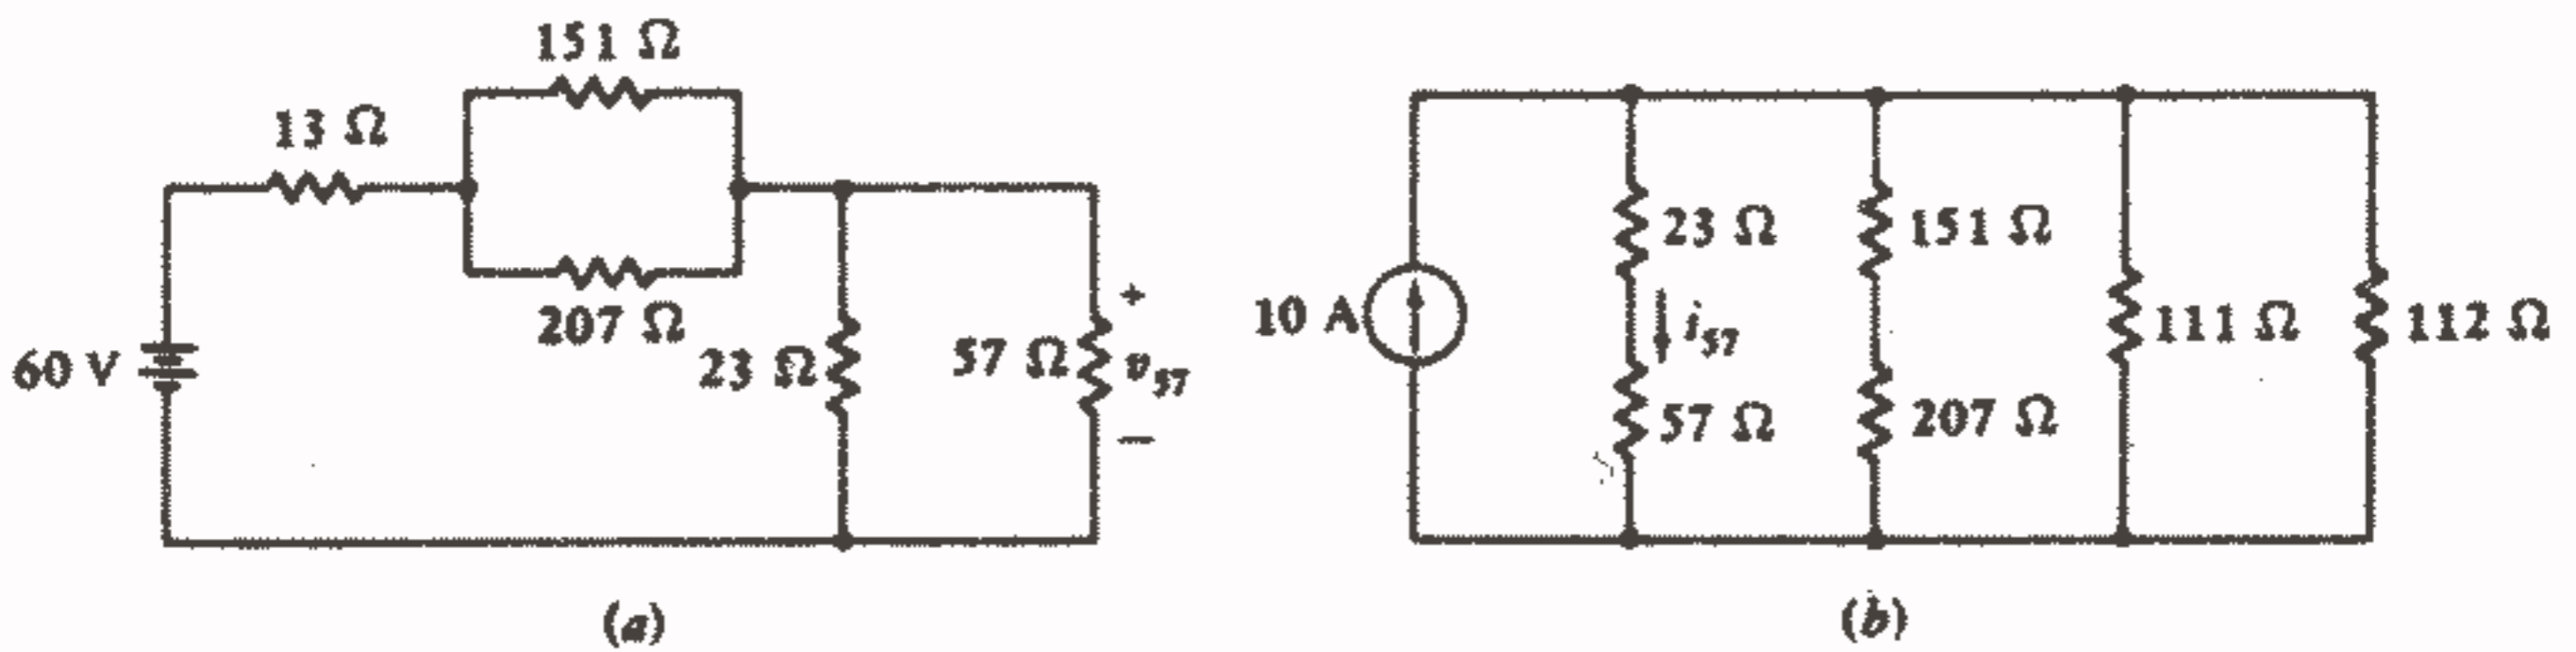 151 Ω
13 Ω
207 Ω
60 V
23 Ω
57 Ω
+
v57
−
(a)
10 A
23 Ω
i57
57 Ω
151 Ω
207 Ω
111 Ω
112 Ω
(b)